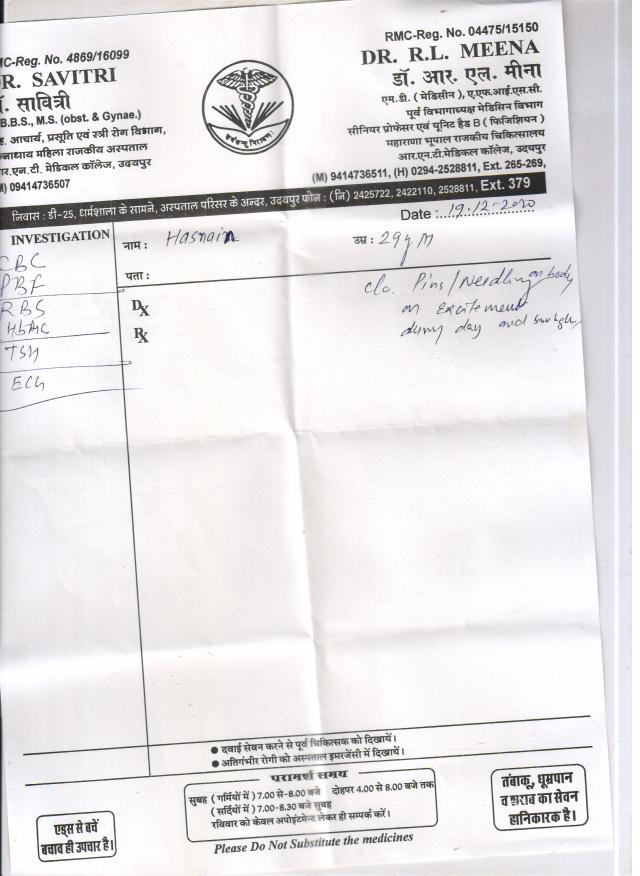 MC-Reg. No. 4869/16099
R. SAVITRI
ॉ. सावित्री
B.B.S., M.S. (obst. & Gynae.)
. आचार्य, प्रसूति एवं स्त्री रोग विभाग,
न्नाधाय महिला राजकीय अस्पताल
आर.एन.टी. मेडिकल कॉलेज, उदयपुर
) 09414736507
RMC-Reg. No. 04475/15150
DR. R.L. MEENA
डॉ. आर. एल. मीना
एम.डी. ( मेडिसीन ), ए.एफ.आई.एस.सी.
पूर्व विभागाध्यक्ष मेडिसिन विभाग
सीनियर प्रोफेसर एवं यूनिट हैड B ( फिजिशियन )
महाराणा भूपाल राजकीय चिकित्सालय
आर.एन.टी.मेडिकल कॉलेज, उदयपुर
(M) 9414736511, (H) 0294-2528811, Ext. 265-269,
निवास : डी-25, धर्मशाला के सामने, अस्पताल परिसर के अन्दर, उदयपुर फोन : (नि) 2425722, 2422110, 2528811, Ext. 379
Date : 19-12-2020
INVESTIGATION
नाम : Hasnain
उम्र : 29 y M
पता :
CBC
PBF
RBS
HbA1C
TSH
ECG
c/o. Pins/Needling on body
on Excitement
day and
Dx
Rx
● दवाई सेवन करने से पूर्व चिकित्सक को दिखायें।
● अतिगंभीर रोगी को अस्पताल इमरजेंसी में दिखायें।
परामर्श समय
सुबह ( गर्मियों में ) 7.00 से-8.00 बजे दोहपर 4.00 से 8.00 बजे तक
( सर्दियों में ) 7.00-8.30 बजे सुबह
रविवार को केवल अपोइंटमेन्ट लेकर ही सम्पर्क करें।
एड्स से बचें
बचाव ही उपचार है।
तंबाकू, धूम्रपान
व शराब का सेवन
हानिकारक है।
Please Do Not Substitute the medicines